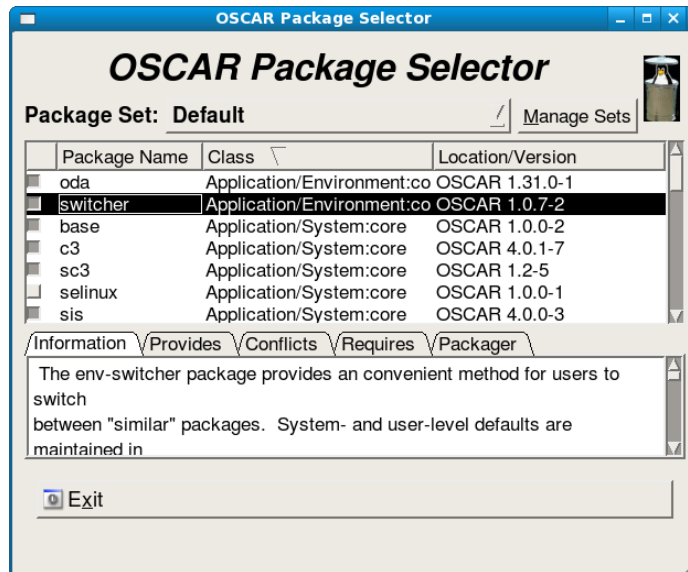 OSCAR Package Selector
OSCAR Package Selector
Package Set: Default Manage Sets
Package Name Class Location/Version
oda Application/Environment:co OSCAR 1.31.0-1
switcher Application/Environment:co OSCAR 1.0.7-2
base Application/System:core OSCAR 1.0.0-2
c3 Application/System:core OSCAR 4.0.1-7
sc3 Application/System:core OSCAR 1.2-5
selinux Application/System:core OSCAR 1.0.0-1
sis Application/System:core OSCAR 4.0.0-3
Information Provides Conflicts Requires Packager
The env-switcher package provides an convenient method for users to
switch
between "similar" packages. System- and user-level defaults are
maintained in
Exit